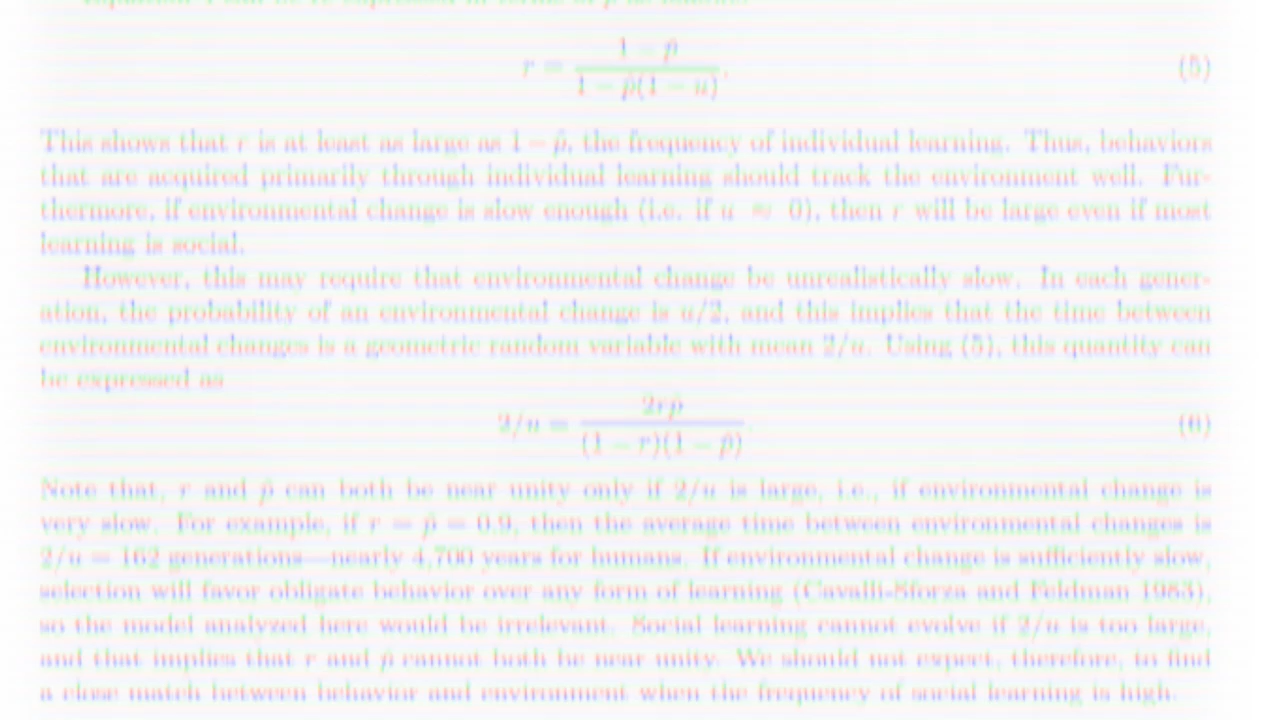 Equation 4 can be re-expressed in terms of p̂ as follows:
r = (1 − p̂) / (1 − p̂(1 − u)). (5)
This shows that r is at least as large as 1 − p̂, the frequency of individual learning. Thus, behaviors
that are acquired primarily through individual learning should track the environment well. Fur-
thermore, if environmental change is slow enough (i.e. if u ≈ 0), then r will be large even if most
learning is social.
However, this may require that environmental change be unrealistically slow. In each gener-
ation, the probability of an environmental change is u/2, and this implies that the time between
environmental changes is a geometric random variable with mean 2/u. Using (5), this quantity can
be expressed as
2/u = 2rp̂ / ((1 − r)(1 − p̂)). (6)
Note that, r and p̂ can both be near unity only if 2/u is large, i.e., if environmental change is
very slow. For example, if r = p̂ = 0.9, then the average time between environmental changes is
2/u = 162 generations—nearly 4,700 years for humans. If environmental change is sufficiently slow,
selection will favor obligate behavior over any form of learning (Cavalli-Sforza and Feldman 1983),
so the model analyzed here would be irrelevant. Social learning cannot evolve if 2/u is too large,
and that implies that r and p̂ cannot both be near unity. We should not expect, therefore, to find
a close match between behavior and environment when the frequency of social learning is high.